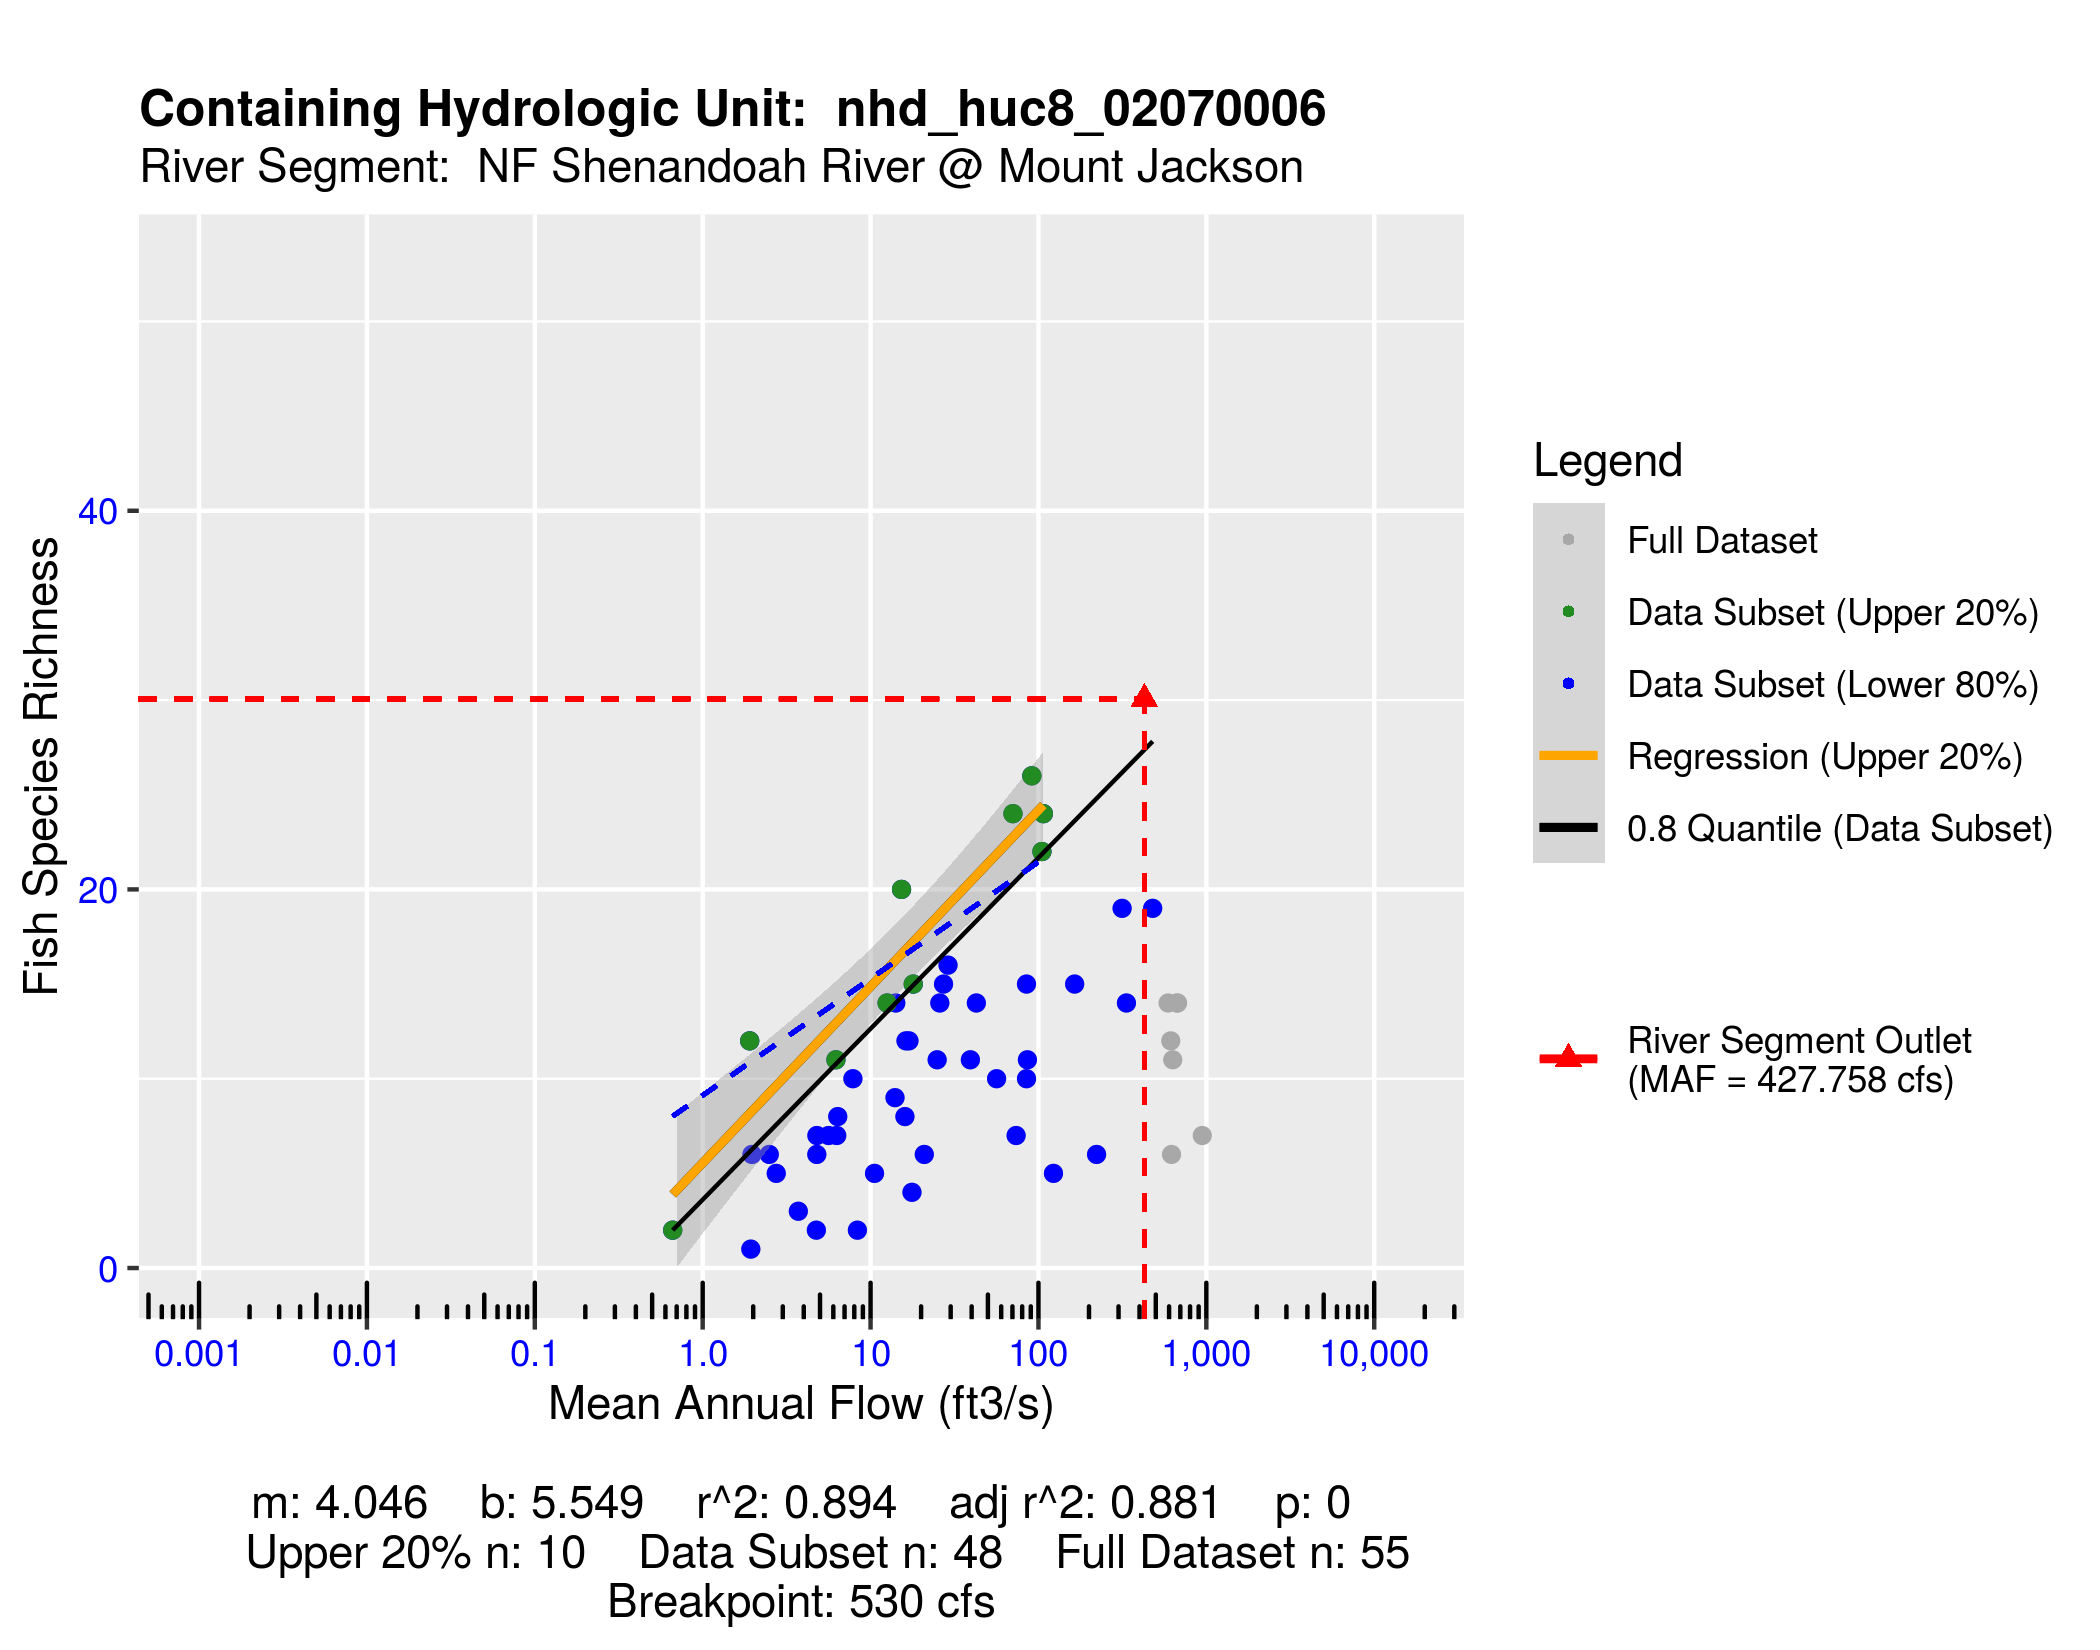 Containing Hydrologic Unit:  nhd_huc8_02070006
River Segment:  NF Shenandoah River @ Mount Jackson
Fish Species Richness
40
20
0
0.001
0.01
0.1
1.0
10
100
1,000
10,000
Mean Annual Flow (ft3/s)
Legend
Full Dataset
Data Subset (Upper 20%)
Data Subset (Lower 80%)
Regression (Upper 20%)
0.8 Quantile (Data Subset)
River Segment Outlet
(MAF = 427.758 cfs)
m: 4.046    b: 5.549    r^2: 0.894    adj r^2: 0.881    p: 0
Upper 20% n: 10    Data Subset n: 48    Full Dataset n: 55
Breakpoint: 530 cfs